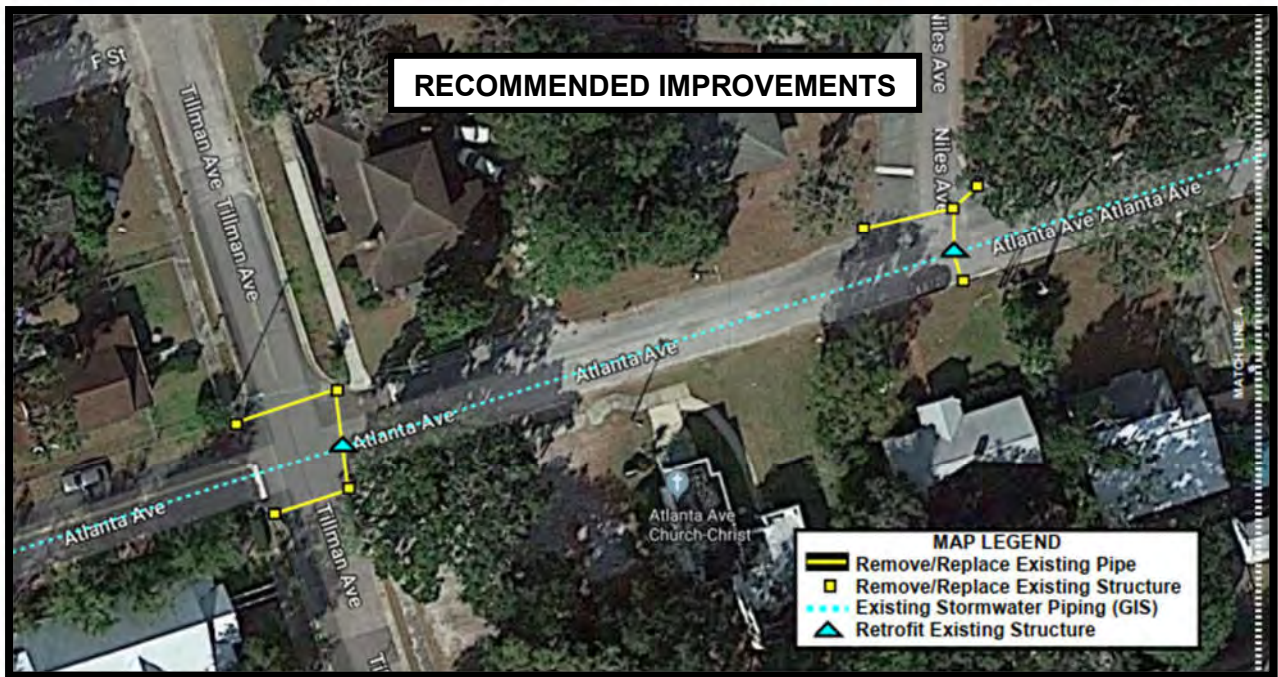 RECOMMENDED IMPROVEMENTS
F St
Tillman Ave
Tillman Ave
Niles Ave
Niles Ave
Atlanta Ave
Atlanta Ave
Atlanta Ave
Atlanta Ave
Atlanta Ave
MATCH LINE A
Tillman Ave
Atlanta Ave
Church-Christ
MAP LEGEND
Remove/Replace Existing Pipe
Remove/Replace Existing Structure
Existing Stormwater Piping (GIS)
Retrofit Existing Structure